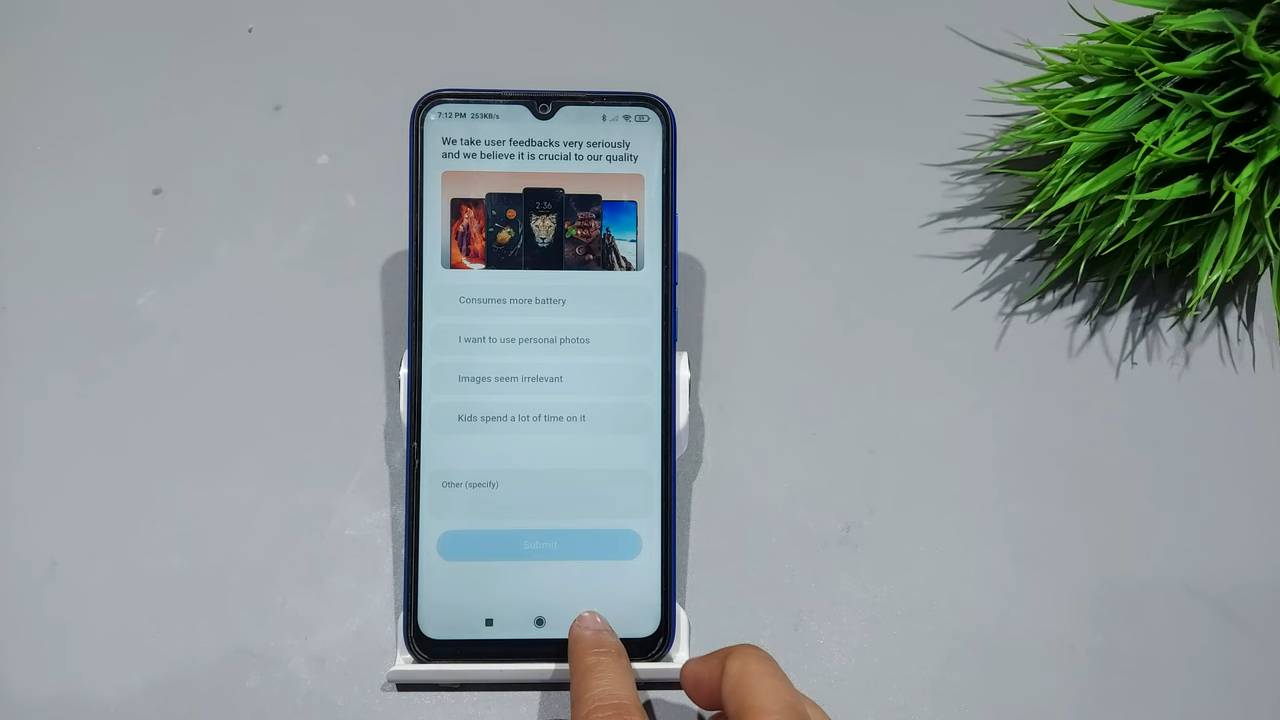 7:12 PM 253KB/s
59
We take user feedbacks very seriously
and we believe it is crucial to our quality
2:36
Consumes more battery
I want to use personal photos
Images seem irrelevant
Kids spend a lot of time on it
Other (specify)
Submit